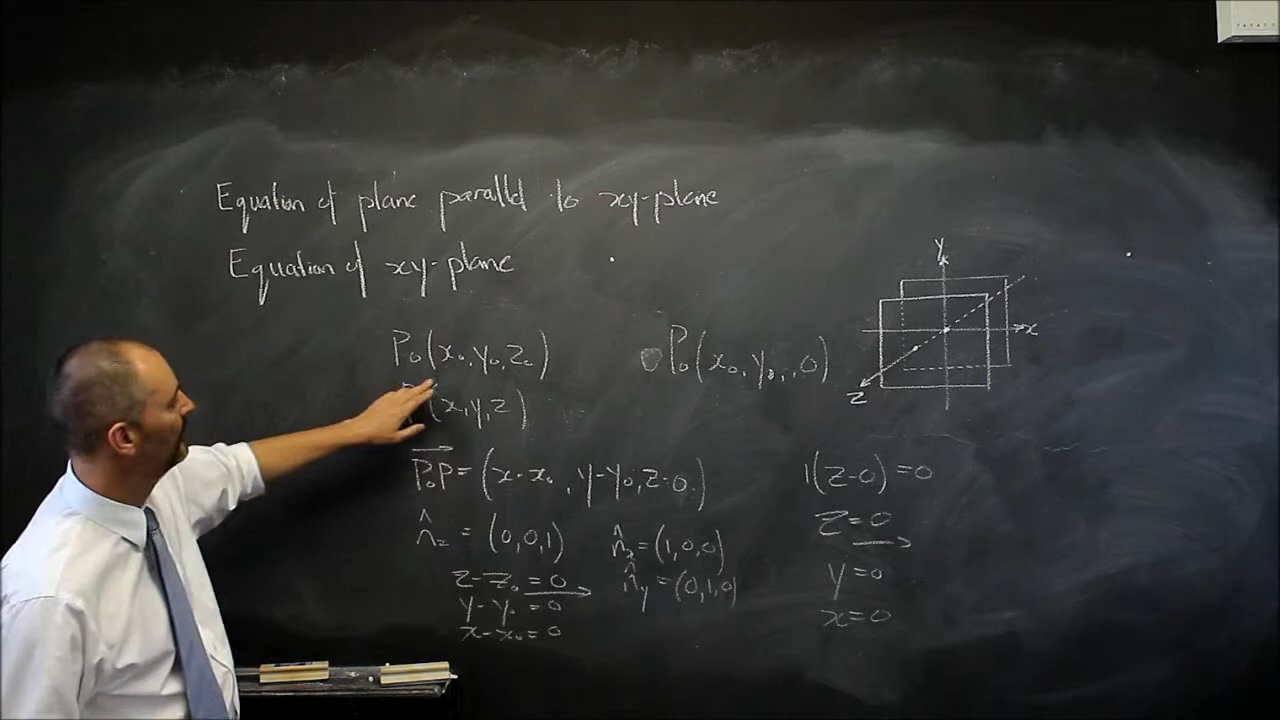 Equation of plane parallel to xy-plane
Equation of xy-plane
P₀(x₀,y₀,z₀)
P₀(x₀,y₀,,0)
(x,y,z)
P₀P=(x-x₀,y-y₀,z-0.)
n̂z = (0,0,1)
n̂x=(1,0,0)
n̂y=(0,1,0
z-z₀=0
y-y₀=0
x-x₀=0
1(z-0)=0
z=0
y=0
x=0
y
x
z